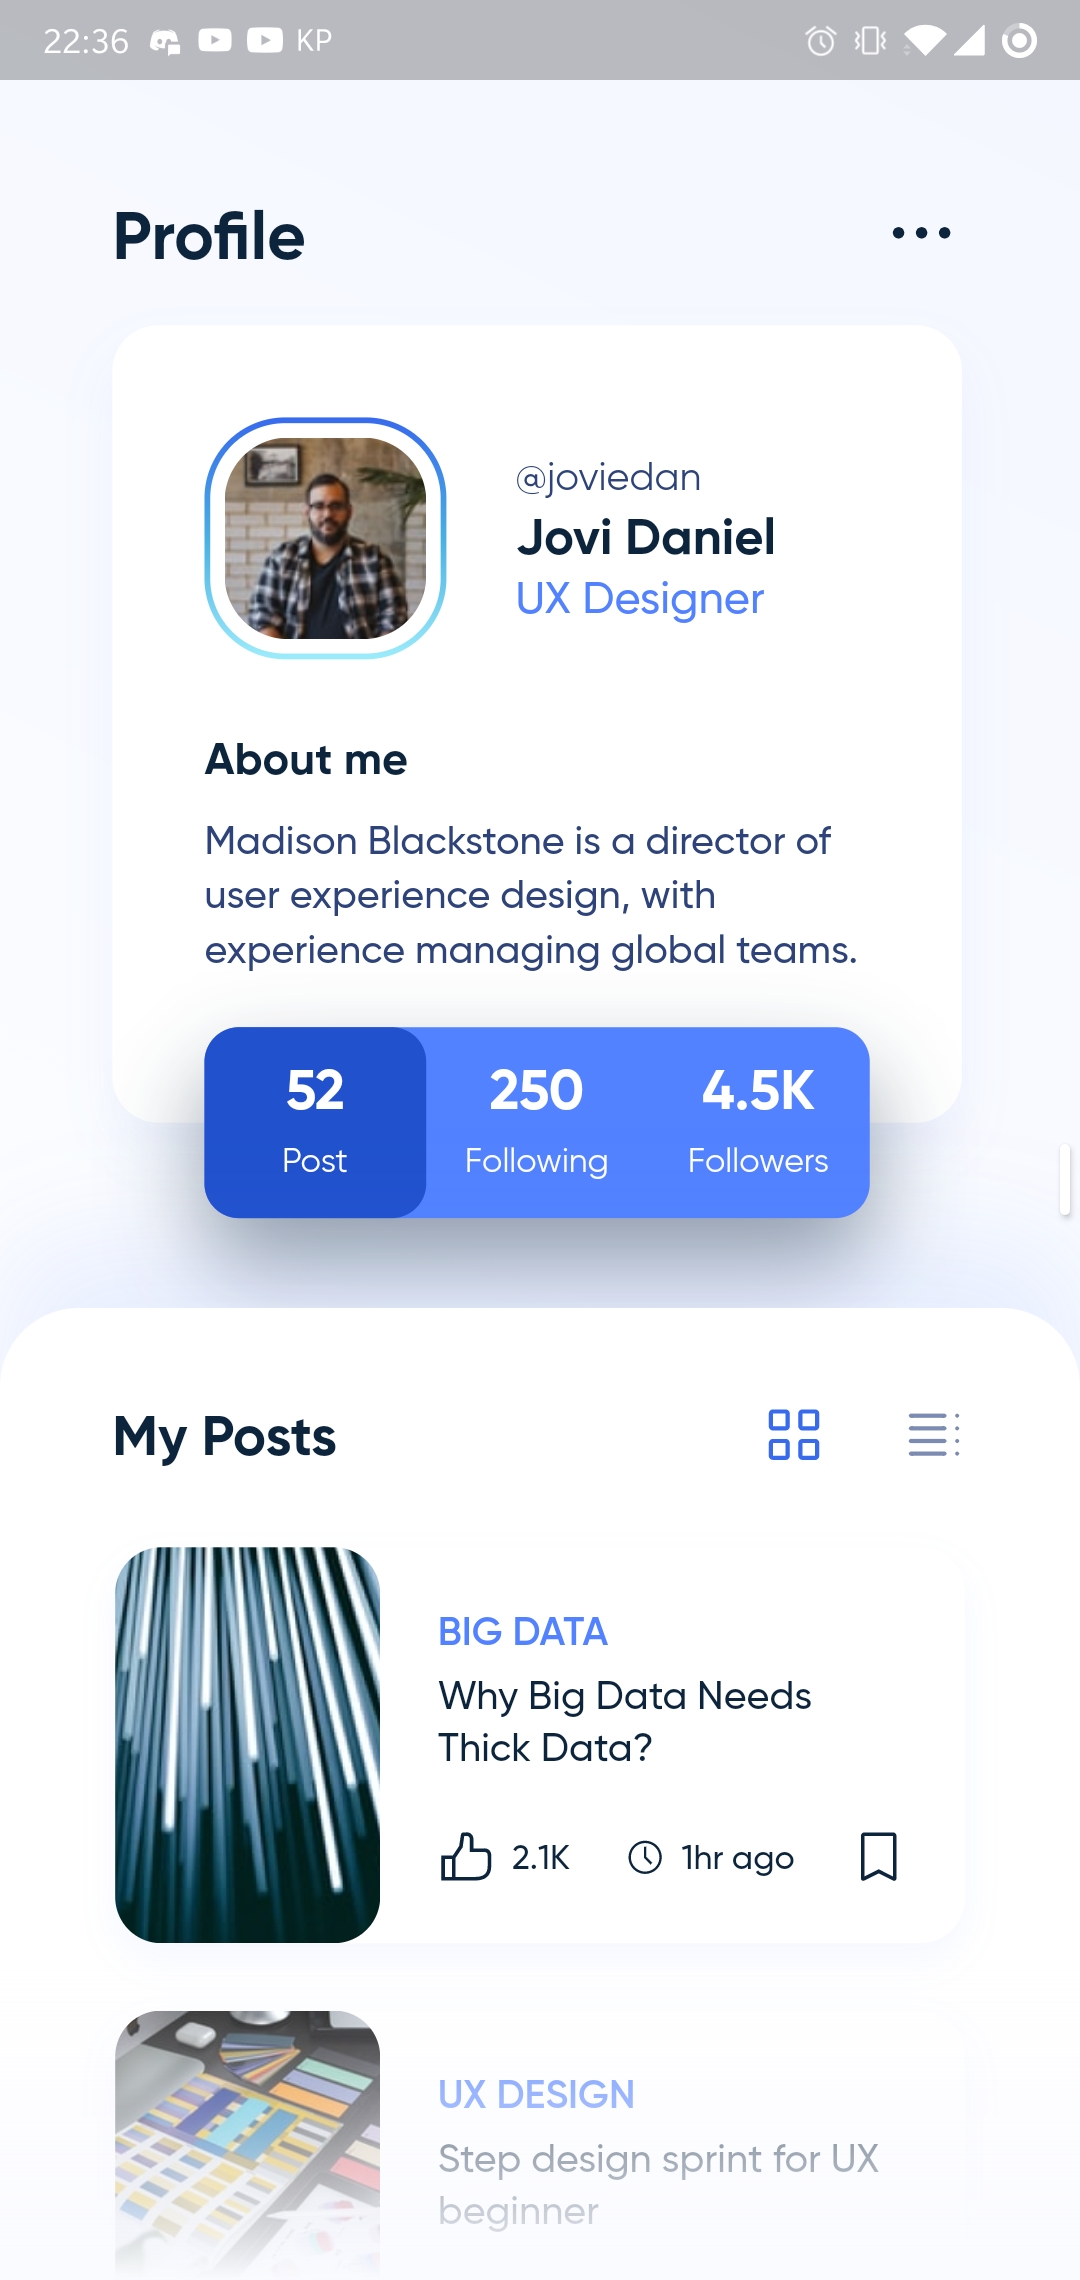 22:36 KP
Profile
@joviedan
Jovi Daniel
UX Designer
About me
Madison Blackstone is a director of
user experience design, with
experience managing global teams.
52 250 4.5K
Post Following Followers
My Posts
BIG DATA
Why Big Data Needs
Thick Data?
2.1K 1hr ago
UX DESIGN
Step design sprint for UX
beginner